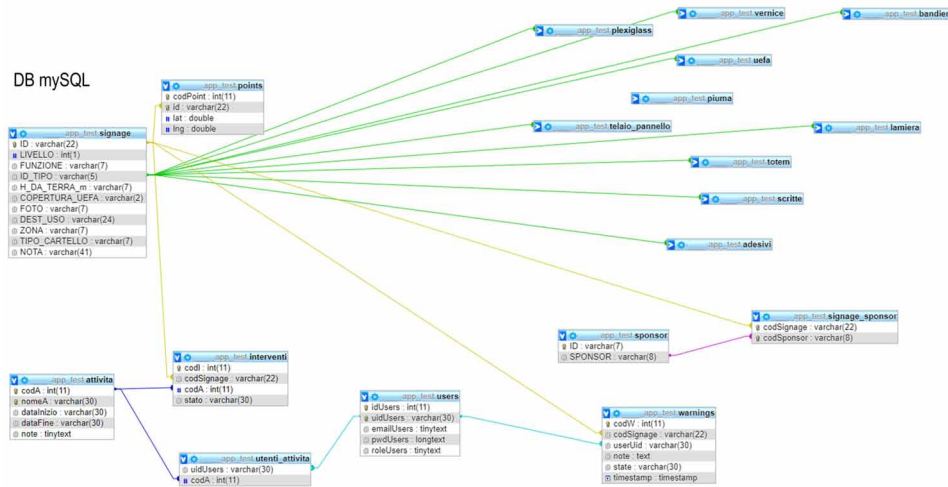 DB mySQL
app_test plexiglass
app_test vernice
app_test bandier
app_test uefa
app_test piuma
app_test telaio_pannello
app_test lamiera
app_test totem
app_test scritte
app_test adesivi
app_test points
codPoint : int(11)
id : varchar(22)
lat : double
lng : double
app_test signage
ID : varchar(22)
LIVELLO : int(1)
FUNZIONE : varchar(7)
ID_TIPO : varchar(5)
H_DA_TERRA_m : varchar(7)
COPERTURA_UEFA : varchar(2)
FOTO : varchar(7)
DEST_USO : varchar(24)
ZONA : varchar(7)
TIPO_CARTELLO : varchar(7)
NOTA : varchar(41)
app_test signage_sponsor
codSignage : varchar(22)
codSponsor : varchar(8)
app_test sponsor
ID : varchar(7)
SPONSOR : varchar(8)
app_test interventi
codI : int(11)
codSignage : varchar(22)
codA : int(11)
stato : varchar(30)
app_test attivita
codA : int(11)
nomeA : varchar(30)
dataInizio : varchar(30)
dataFine : varchar(30)
note : tinytext
app_test users
idUsers : int(11)
uidUsers : varchar(30)
emailUsers : tinytext
pwdUsers : longtext
roleUsers : tinytext
app_test warnings
codW : int(11)
codSignage : varchar(22)
userUid : varchar(30)
note : text
state : varchar(30)
timestamp : timestamp
app_test utenti_attivita
uidUsers : varchar(30)
codA : int(11)